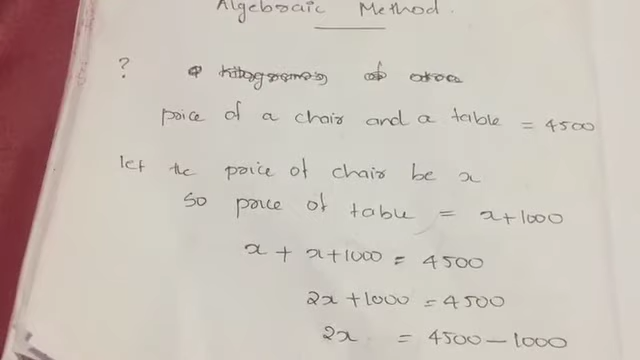 Algebraic Method.
?
price of a chair and a table = 4500
let the price of chair be x
So price of table = x+1000
x + x+1000 = 4500
2x+1000 = 4500
2x = 4500-1000